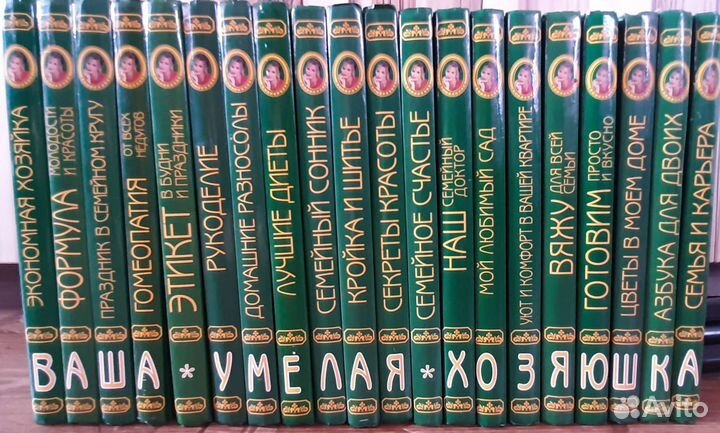 ЭКОНОМНАЯ ХОЗЯЙКА
ФОРМУЛА МОЛОДОСТИ И КРАСОТЫ
ПРАЗДНИК В СЕМЕЙНОМ КРУГУ
ГОМЕОПАТИЯ ОТ ВСЕХ НЕДУГОВ
ЭТИКЕТ В БУДНИ И ПРАЗДНИКИ
РУКОДЕЛИЕ
ДОМАШНИЕ РАЗНОСОЛЫ
ЛУЧШИЕ ДИЕТЫ
СЕМЕЙНЫЙ СОННИК
КРОЙКА И ШИТЬЕ
СЕКРЕТЫ КРАСОТЫ
СЕМЕЙНОЕ СЧАСТЬЕ
НАШ СЕМЕЙНЫЙ ДОКТОР
МОЙ ЛЮБИМЫЙ САД
УЮТ И КОМФОРТ В ВАШЕЙ КВАРТИРЕ
ВЯЖУ ДЛЯ ВСЕЙ СЕМЬИ
ГОТОВИМ ПРОСТО И ВКУСНО
ЦВЕТЫ В МОЕМ ДОМЕ
АЗБУКА ДЛЯ ДВОИХ
СЕМЬЯ И КАРЬЕРА
ВАША * УМЕЛАЯ * ХОЗЯЮШКА
Avito